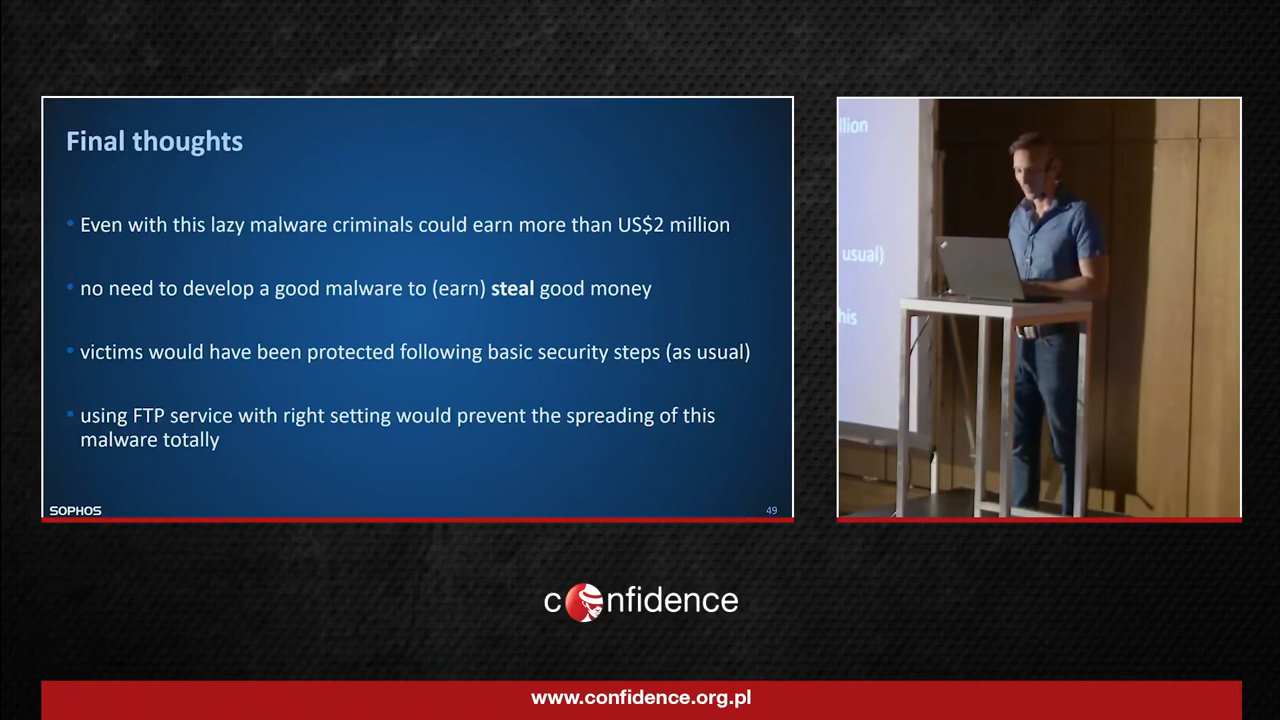 Final thoughts
• Even with this lazy malware criminals could earn more than US$2 million
• no need to develop a good malware to (earn) steal good money
• victims would have been protected following basic security steps (as usual)
• using FTP service with right setting would prevent the spreading of this
malware totally
SOPHOS
49
llion
usual)
his
confidence
www.confidence.org.pl